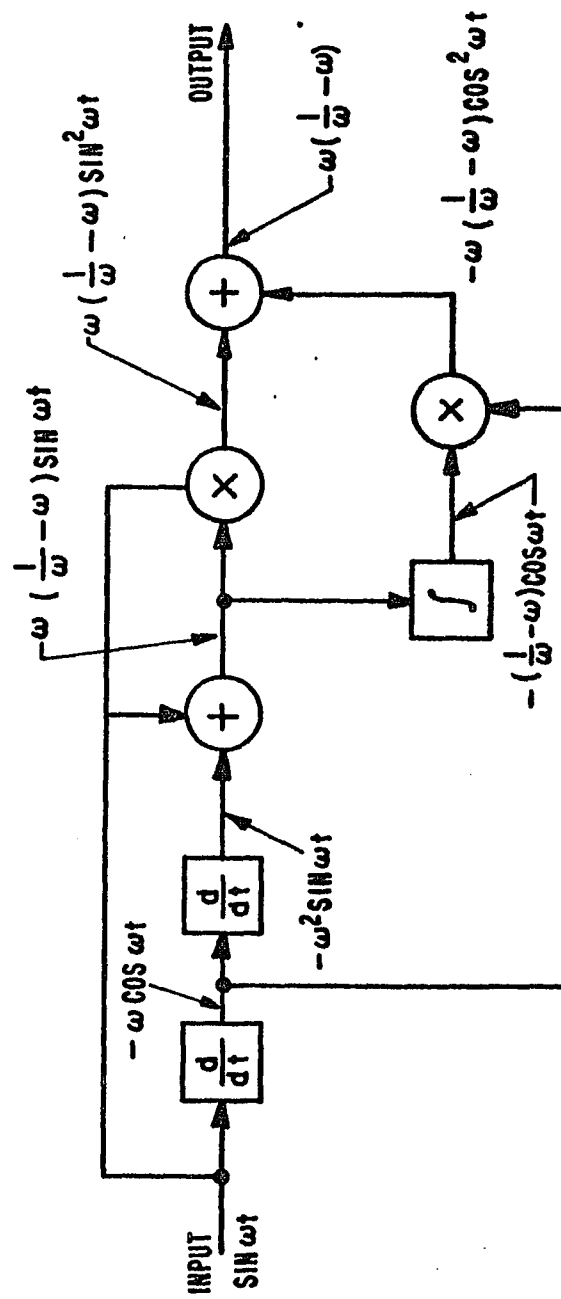 ω (1/ω − ω) SIN ωt
ω (1/ω − ω) SIN² ωt
− ω COS ωt
INPUT
SIN ωt
d/dt
d/dt
+
×
+
OUTPUT
− ω² SIN ωt
ω (1/ω − ω)
∫
×
− (1/ω − ω) COS ωt
− ω (1/ω − ω) COS² ωt